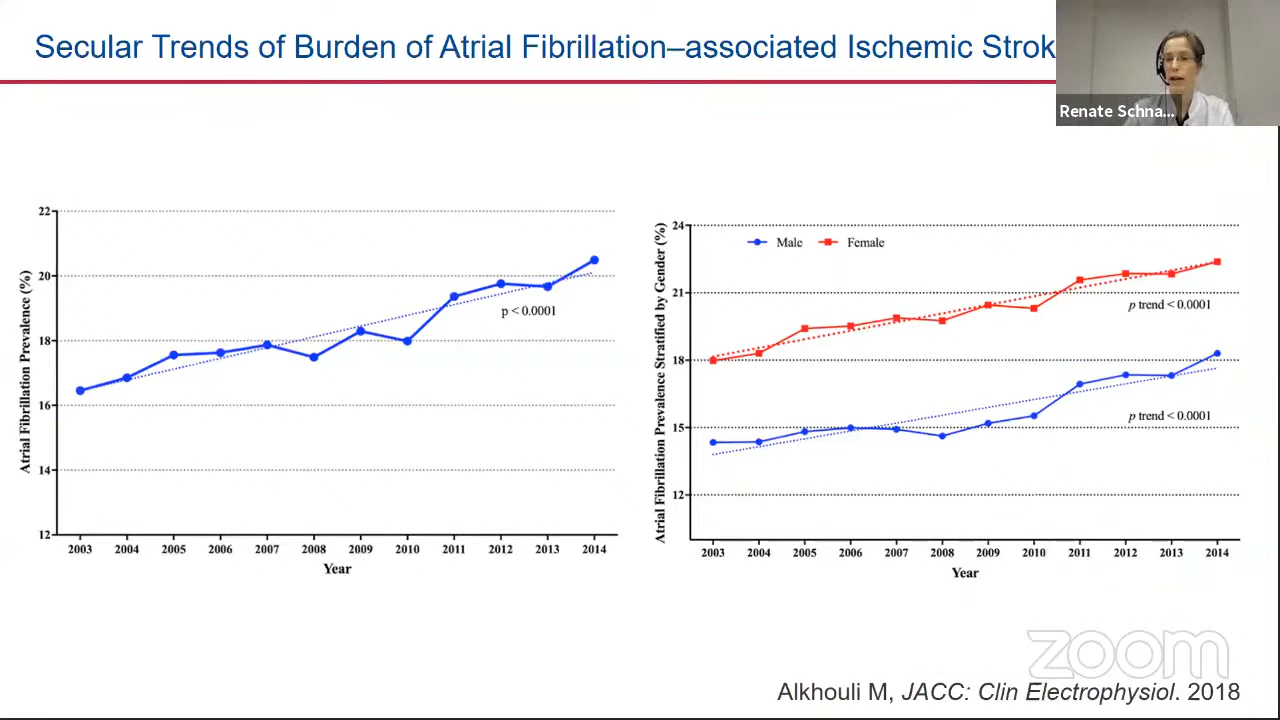 Secular Trends of Burden of Atrial Fibrillation–associated Ischemic Strok
Renate Schna...
22
20
18
16
14
12
Atrial Fibrillation Prevalence (%)
p < 0.0001
2003 2004 2005 2006 2007 2008 2009 2010 2011 2012 2013 2014
Year
24
21
18
15
12
Atrial Fibrillation Prevalence Stratified by Gender (%)
Male Female
p trend < 0.0001
p trend < 0.0001
2003 2004 2005 2006 2007 2008 2009 2010 2011 2012 2013 2014
Year
zoom
Alkhouli M, JACC: Clin Electrophysiol. 2018